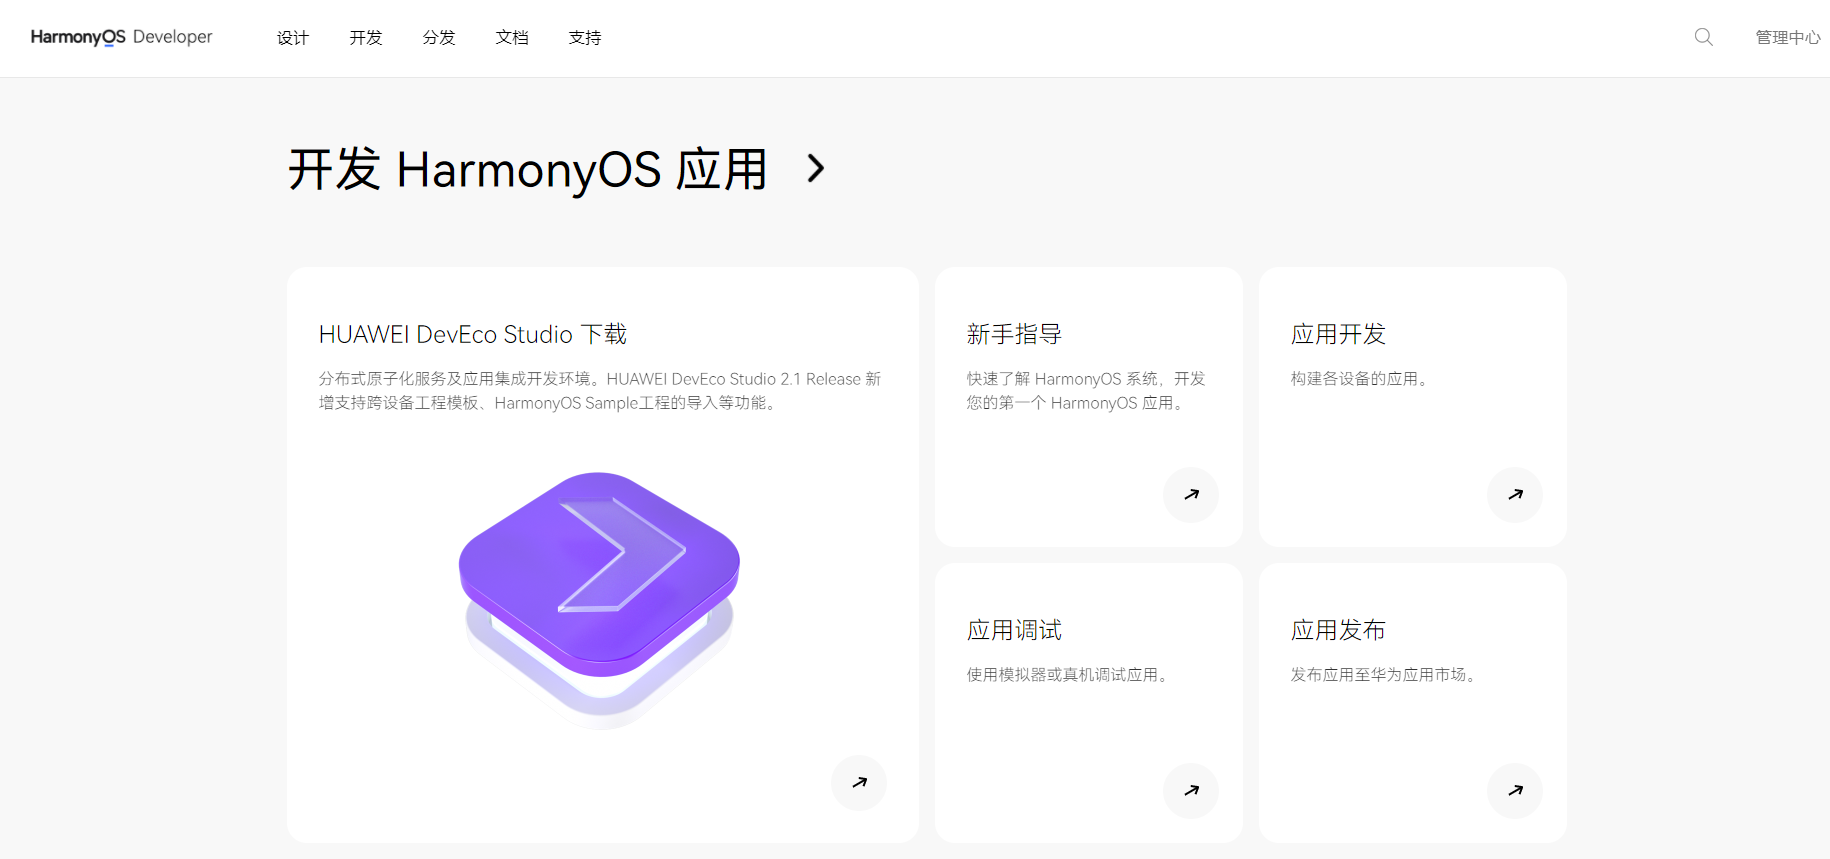 HarmonyOS Developer 设计 开发 分发 文档 支持 管理中心
开发 HarmonyOS 应用
HUAWEI DevEco Studio 下载
分布式原子化服务及应用集成开发环境。HUAWEI DevEco Studio 2.1 Release 新
增支持跨设备工程模板、HarmonyOS Sample工程的导入等功能。
新手指导
快速了解 HarmonyOS 系统，开发
您的第一个 HarmonyOS 应用。
应用开发
构建各设备的应用。
应用调试
使用模拟器或真机调试应用。
应用发布
发布应用至华为应用市场。